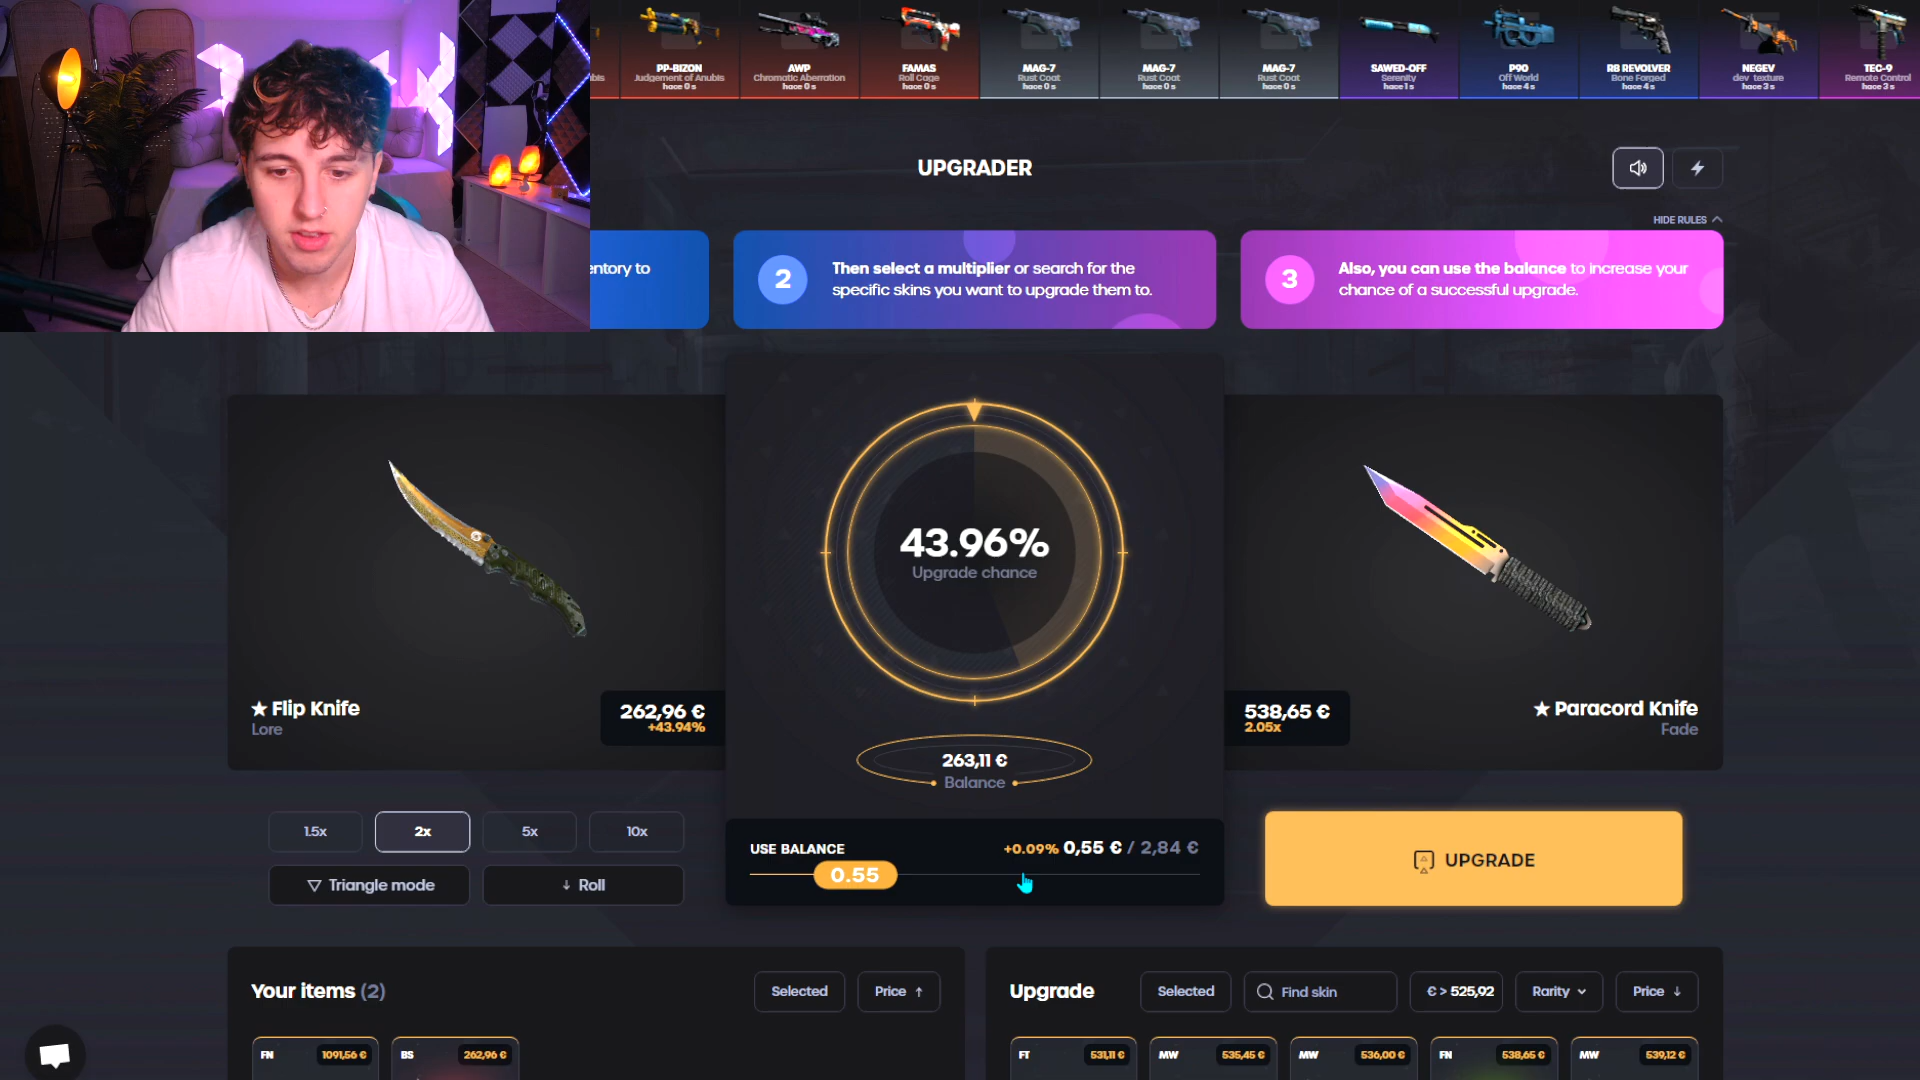 nbis
PP-BIZON
Judgement of Anubis
hace 0 s
AWP
Chromatic Aberration
hace 0 s
FAMAS
Roll Cage
hace 0 s
MAG-7
Rust Coat
hace 0 s
MAG-7
Rust Coat
hace 0 s
MAG-7
Rust Coat
hace 0 s
SAWED-OFF
Serenity
hace 1 s
P90
Off World
hace 4 s
R8 REVOLVER
Bone Forged
hace 4 s
NEGEV
dev_texture
hace 3 s
TEC-9
Remote Control
hace 3 s
UPGRADER
HIDE RULES
entory to
2
Then select a multiplier or search for the
specific skins you want to upgrade them to.
3
Also, you can use the balance to increase your
chance of a successful upgrade.
43.96%
Upgrade chance
★ Flip Knife
Lore
262,96 €
+43.94%
538,65 €
2.05x
★ Paracord Knife
Fade
263,11 €
Balance
1.5x
2x
5x
10x
Triangle mode
Roll
USE BALANCE
+0.09% 0,55 € / 2,84 €
0.55
UPGRADE
Your items (2)
Selected
Price ↑
Upgrade
Selected
Find skin
€ > 525,92
Rarity
Price ↓
FN
1091,56 €
BS
262,96 €
FT
531,11 €
MW
535,45 €
MW
536,00 €
FN
538,65 €
MW
539,12 €